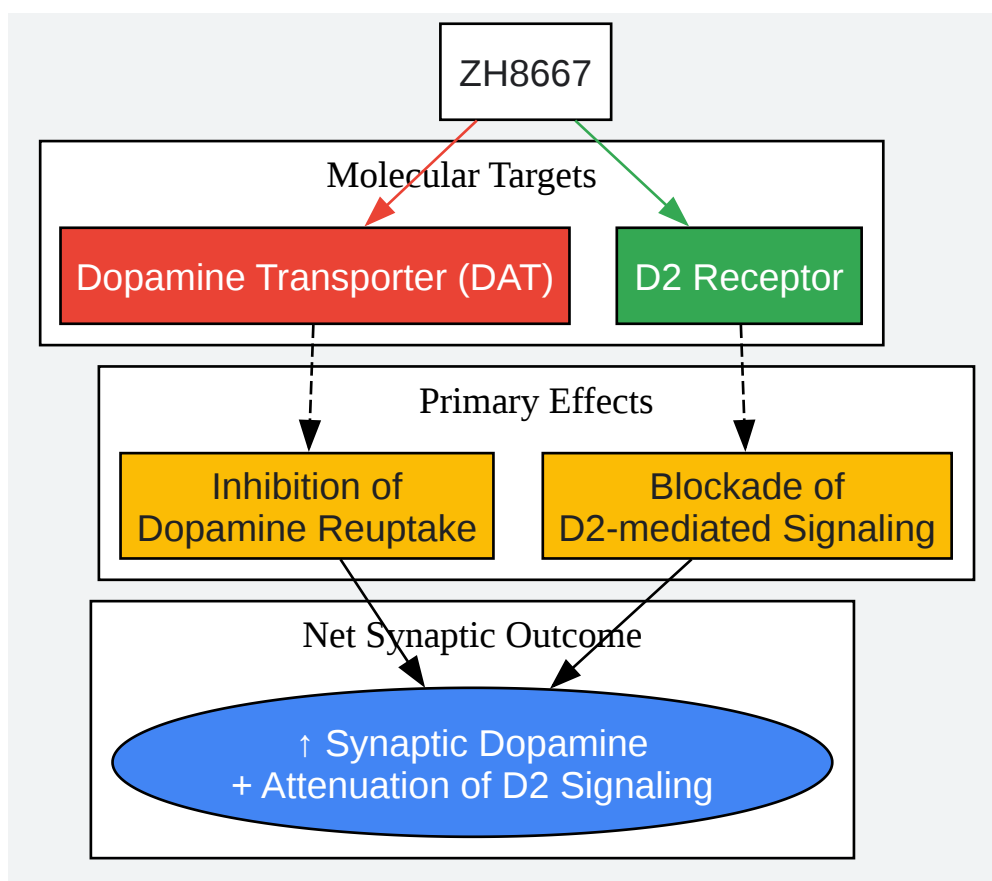 ZH8667
Molecular Targets
Dopamine Transporter (DAT)
D2 Receptor
Primary Effects
Inhibition of
Dopamine Reuptake
Blockade of
D2-mediated Signaling
Net Synaptic Outcome
↑ Synaptic Dopamine
+ Attenuation of D2 Signaling